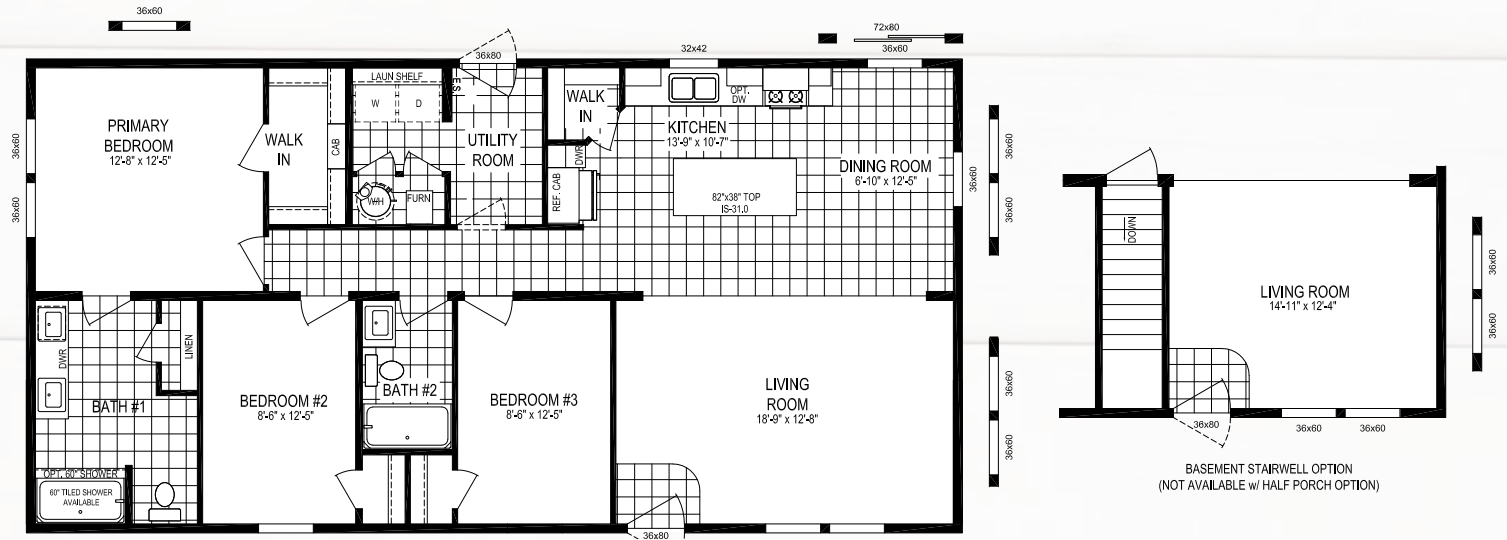 36x60
72x80
36x80
32x42
36x60
LAUN SHELF
E.S
W
D
WALK
IN
OPT.
DW
PRIMARY
BEDROOM
12'-8" x 12'-5"
WALK
IN
CAB
UTILITY
ROOM
KITCHEN
13'-9" x 10'-7"
DWR
REF. CAB
DINING ROOM
6'-10" x 12'-5"
36x60
36x60
36x60
36x60
36x60
W/H
FURN
82"x38" TOP
IS-31.0
DOWN
LIVING ROOM
14'-11" x 12'-4"
36x60
36x60
LINEN
DWR
BATH #1
BEDROOM #2
8'-6" x 12'-5"
BATH #2
BEDROOM #3
8'-6" x 12'-5"
LIVING
ROOM
18'-9" x 12'-8"
36x60
36x60
OPT. 60" SHOWER
60" TILED SHOWER
AVAILABLE
36x80
36x80
36x60
36x60
BASEMENT STAIRWELL OPTION
(NOT AVAILABLE w/ HALF PORCH OPTION)